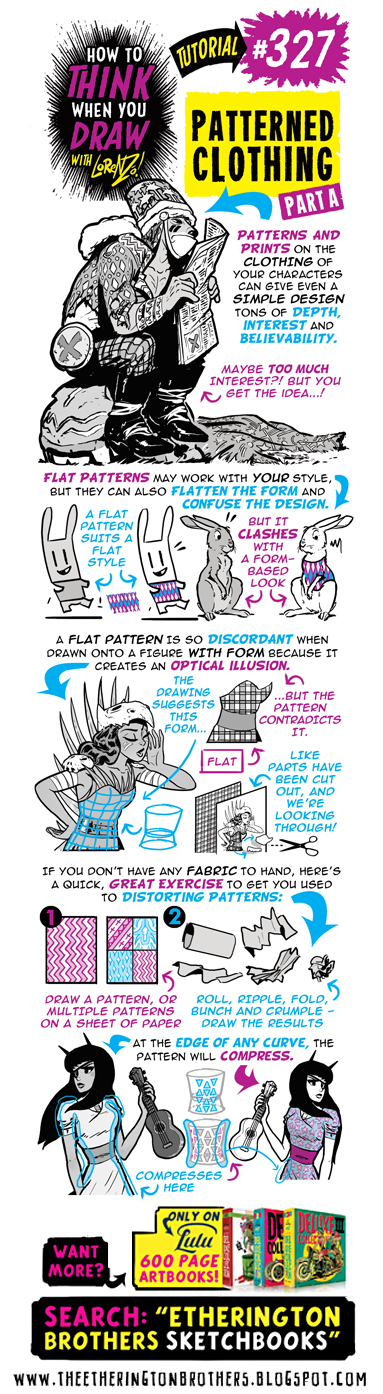 HOW TO
THINK
WHEN YOU
DRAW
WITH LORENZO!
TUTORIAL
#327
PATTERNED
CLOTHING
PART A
PATTERNS AND
PRINTS ON THE
CLOTHING OF
YOUR CHARACTERS
CAN GIVE EVEN A
SIMPLE DESIGN
TONS OF DEPTH,
INTEREST AND
BELIEVABILITY.
MAYBE TOO MUCH
INTEREST?! BUT YOU
GET THE IDEA...!
FLAT PATTERNS MAY WORK WITH YOUR STYLE,
BUT THEY CAN ALSO FLATTEN THE FORM AND
CONFUSE THE DESIGN.
A FLAT
PATTERN
SUITS A
FLAT
STYLE
BUT IT
CLASHES
WITH
A FORM-
BASED
LOOK
A FLAT PATTERN IS SO DISCORDANT WHEN
DRAWN ONTO A FIGURE WITH FORM BECAUSE IT
CREATES AN OPTICAL ILLUSION.
THE
DRAWING
SUGGESTS
THIS
FORM...
...BUT THE
PATTERN
CONTRADICTS
IT.
FLAT
LIKE
PARTS HAVE
BEEN CUT
OUT, AND
WE'RE
LOOKING
THROUGH!
IF YOU DON'T HAVE ANY FABRIC TO HAND, HERE'S
A QUICK, GREAT EXERCISE TO GET YOU USED
TO DISTORTING PATTERNS:
1
2
DRAW A PATTERN, OR
MULTIPLE PATTERNS
ON A SHEET OF PAPER
ROLL, RIPPLE, FOLD,
BUNCH AND CRUMPLE –
DRAW THE RESULTS
AT THE EDGE OF ANY CURVE, THE
PATTERN WILL COMPRESS.
COMPRESSES
HERE
WANT
MORE?
ONLY ON
Lulu
600 PAGE
ARTBOOKS!
DELUXE
III
SEARCH: "ETHERINGTON
BROTHERS SKETCHBOOKS"
WWW.THEETHERINGTONBROTHERS.BLOGSPOT.COM